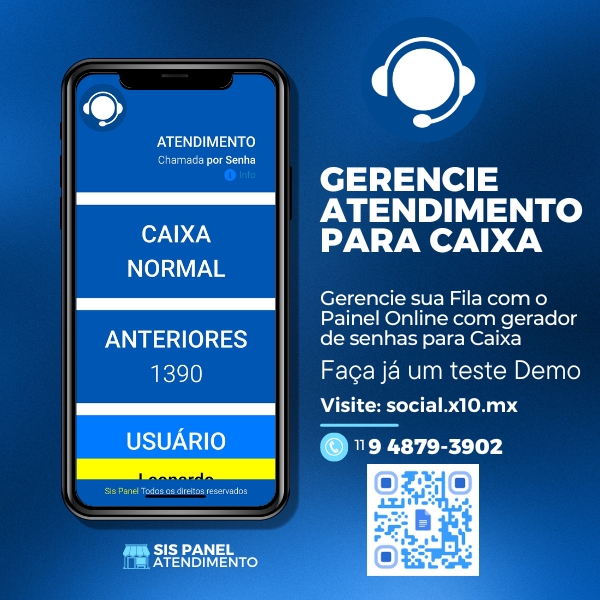 ATENDIMENTO
Chamada por Senha
Info
CAIXA
NORMAL
ANTERIORES
1390
USUÁRIO
Leonardo
Sis Panel Todos os direitos reservados
SIS PANEL
ATENDIMENTO
GERENCIE
ATENDIMENTO
PARA CAIXA
Gerencie sua Fila com o
Painel Online com gerador
de senhas para Caixa
Faça já um teste Demo
Visite: social.x10.mx
11 9 4879-3902